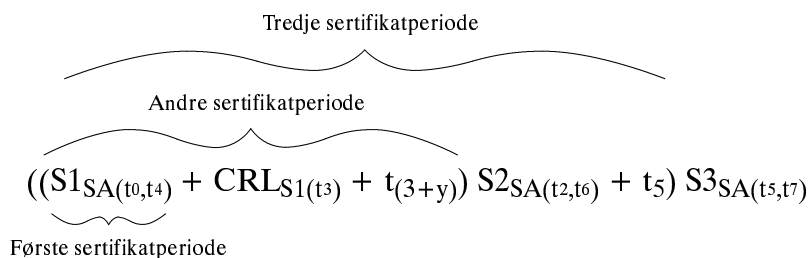 Tredje sertifikatperiode
Andre sertifikatperiode
((S1SA(t0,t4) + CRLS1(t3) + t(3+y)) S2SA(t2,t6) + t5) S3SA(t5,t7)
Første sertifikatperiode